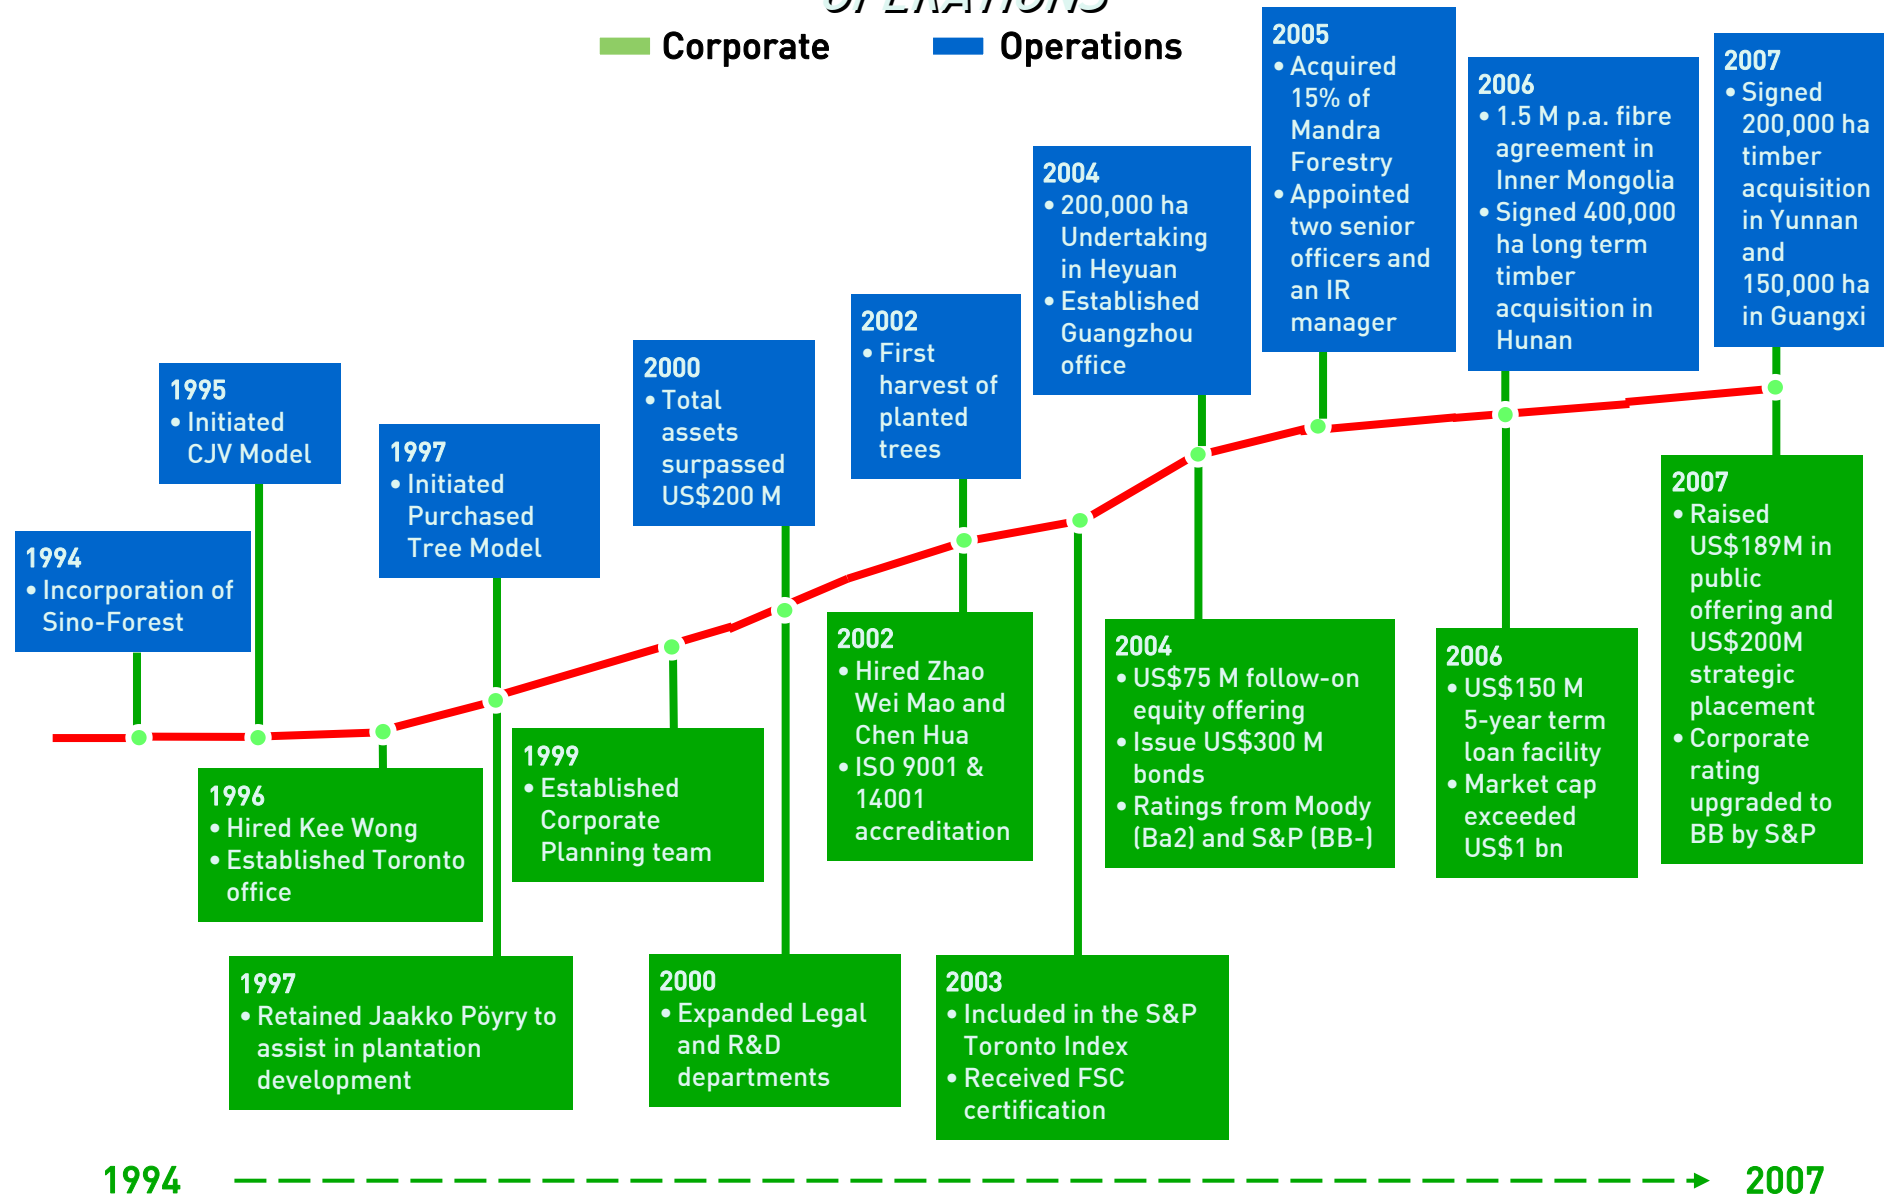 OPERATIONS
Corporate
Operations
1994
• Incorporation of
Sino-Forest
1995
• Initiated
CJV Model
1997
• Initiated
Purchased
Tree Model
2000
• Total
assets
surpassed
US$200 M
2002
• First
harvest of
planted
trees
2004
• 200,000 ha
Undertaking
in Heyuan
• Established
Guangzhou
office
2005
• Acquired
15% of
Mandra
Forestry
• Appointed
two senior
officers and
an IR
manager
2006
• 1.5 M p.a. fibre
agreement in
Inner Mongolia
• Signed 400,000
ha long term
timber
acquisition in
Hunan
2007
• Signed
200,000 ha
timber
acquisition
in Yunnan
and
150,000 ha
in Guangxi
1996
• Hired Kee Wong
• Established Toronto
office
1997
• Retained Jaakko Pöyry to
assist in plantation
development
1999
• Established
Corporate
Planning team
2000
• Expanded Legal
and R&D
departments
2002
• Hired Zhao
Wei Mao and
Chen Hua
• ISO 9001 &
14001
accreditation
2003
• Included in the S&P
Toronto Index
• Received FSC
certification
2004
• US$75 M follow-on
equity offering
• Issue US$300 M
bonds
• Ratings from Moody
(Ba2) and S&P (BB-)
2006
• US$150 M
5-year term
loan facility
• Market cap
exceeded
US$1 bn
2007
• Raised
US$189M in
public
offering and
US$200M
strategic
placement
• Corporate
rating
upgraded to
BB by S&P
1994
2007